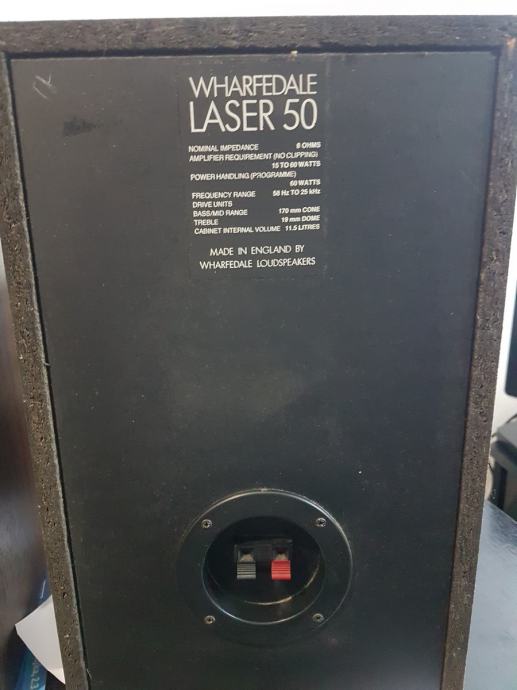 WHARFEDALE
LASER 50
NOMINAL IMPEDANCE 6 OHMS
AMPLIFIER REQUIREMENT (NO CLIPPING)
15 TO 60 WATTS
POWER HANDLING (PROGRAMME)
60 WATTS
FREQUENCY RANGE 58 Hz TO 25 kHz
DRIVE UNITS
BASS/MID RANGE 170 mm CONE
TREBLE 19 mm DOME
CABINET INTERNAL VOLUME 11.5 LITRES
MADE IN ENGLAND BY
WHARFEDALE LOUDSPEAKERS